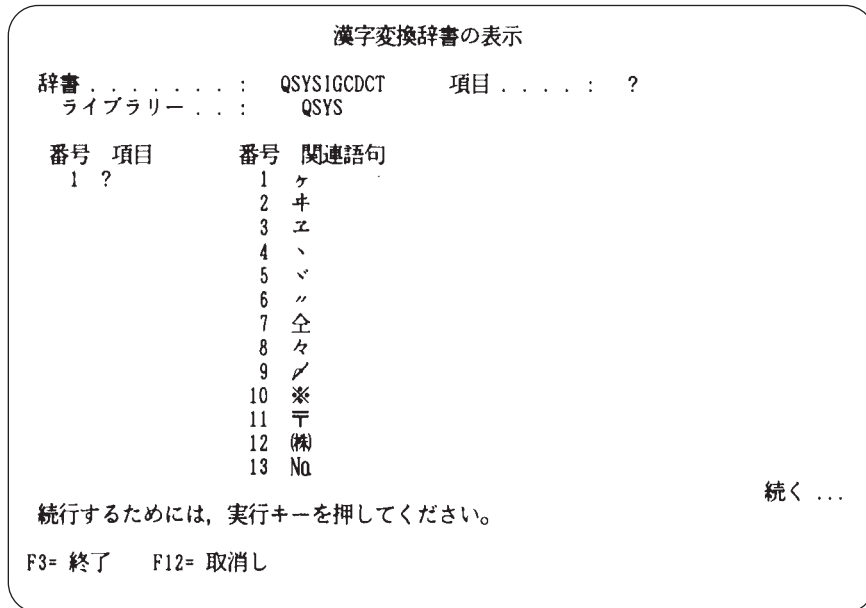 漢字変換辞書の表示
辞書 . . . . . . . : QSYSIGCDCT 項目 . . . . : ?
ライブラリー . . : QSYS
番号 項目 番号 関連語句
1 ? 1 ヶ
2 ヰ
3 ヱ
4 ヽ
5 ヾ
6 〃
7 仝
8 々
9 〆
10 ※
11 〒
12 ㈱
13 №
続く ...
続行するためには, 実行キーを押してください。
F3= 終了 F12= 取消し